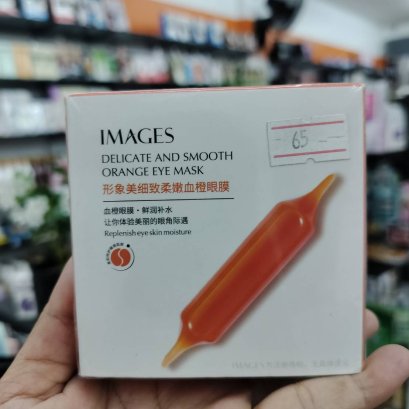 IMAGES
DELICATE AND SMOOTH
ORANGE EYE MASK
形象美细致柔嫩血橙眼膜
血橙眼膜·鲜润补水
让你体验美丽的眼角际遇
Replenish eye skin moisture
65